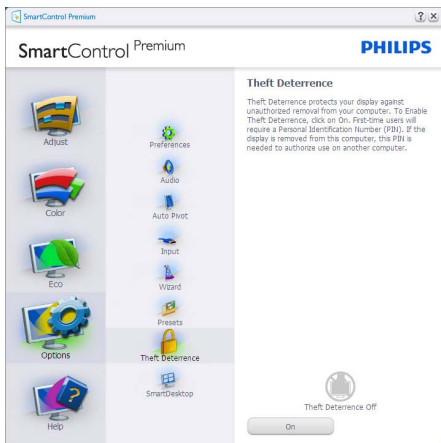 SmartControl Premium
SmartControl Premium
PHILIPS
Adjust
Color
Eco
Options
Help
Preferences
Audio
Auto Pivot
Input
Wizard
Presets
Theft Deterrence
SmartDesktop
Theft Deterrence
Theft Deterrence protects your display against
unauthorized removal from your computer. To Enable
Theft Deterrence, click on On. First-time users will
require a Personal Identification Number (PIN). If the
display is removed from this computer, this PIN is
needed to authorize use on another computer.
Theft Deterrence Off
On